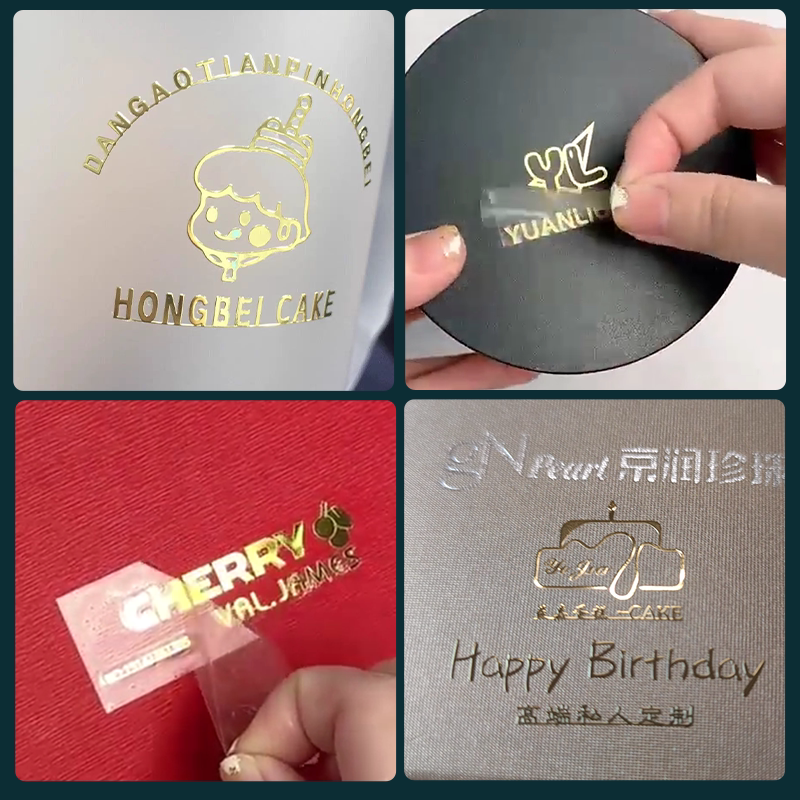 DANGAOTIANPINHONGBEI
HONGBEI CAKE
YL
YUANLI
CHERRY
VAL.JAMES
GN Pearl 京润珍珠
CAKE
Happy Birthday
高端私人定制